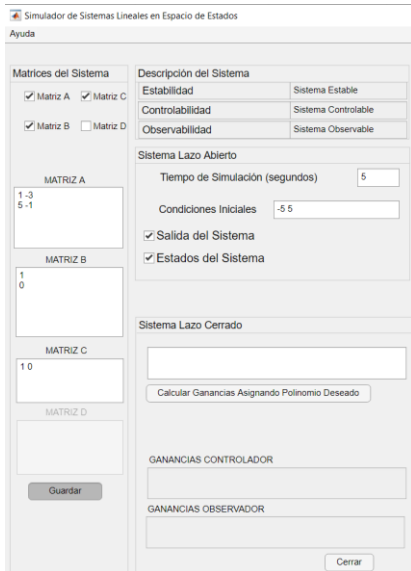 Simulador de Sistemas Lineales en Espacio de Estados
Ayuda
Matrices del Sistema
Matriz A
Matriz C
Matriz B
Matriz D
MATRIZ A
1 -3
5 -1
MATRIZ B
1
0
MATRIZ C
1 0
MATRIZ D
Guardar
Descripción del Sistema
Estabilidad
Sistema Estable
Controlabilidad
Sistema Controlable
Observabilidad
Sistema Observable
Sistema Lazo Abierto
Tiempo de Simulación (segundos)
5
Condiciones Iniciales
-5 5
Salida del Sistema
Estados del Sistema
Sistema Lazo Cerrado
Calcular Ganancias Asignando Polinomio Deseado
GANANCIAS CONTROLADOR
GANANCIAS OBSERVADOR
Cerrar